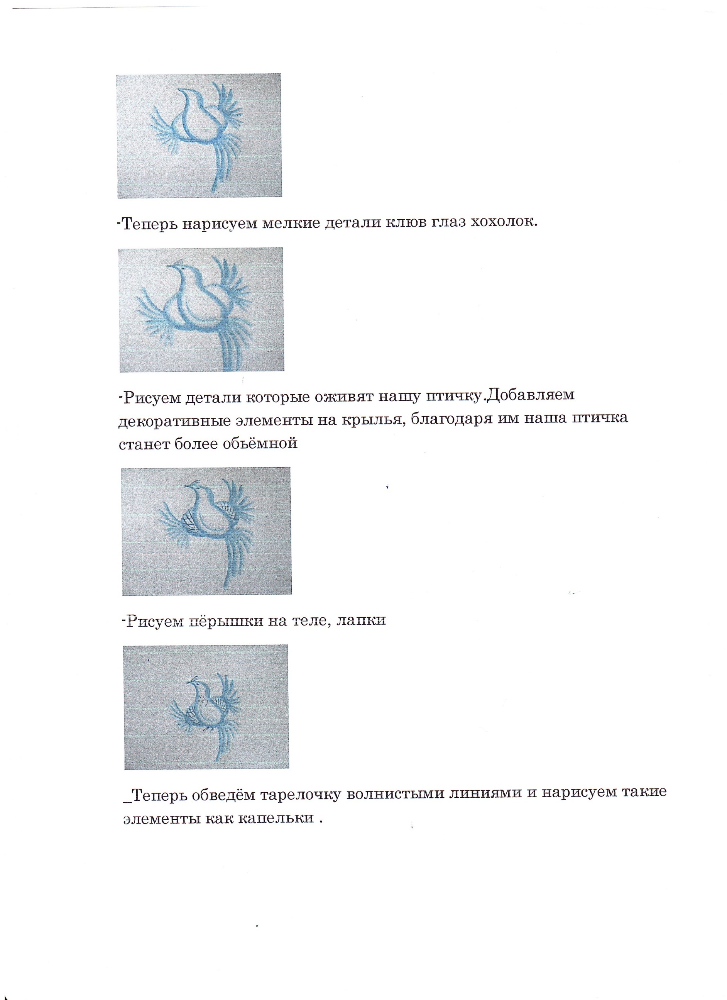 -Теперь нарисуем мелкие детали клюв глаз хохолок.
-Рисуем детали которые оживят нашу птичку.Добавляем
декоративные элементы на крылья, благодаря им наша птичка
станет более обьёмной
-Рисуем пёрышки на теле, лапки
_Теперь обведём тарелочку волнистыми линиями и нарисуем такие
элементы как капельки .